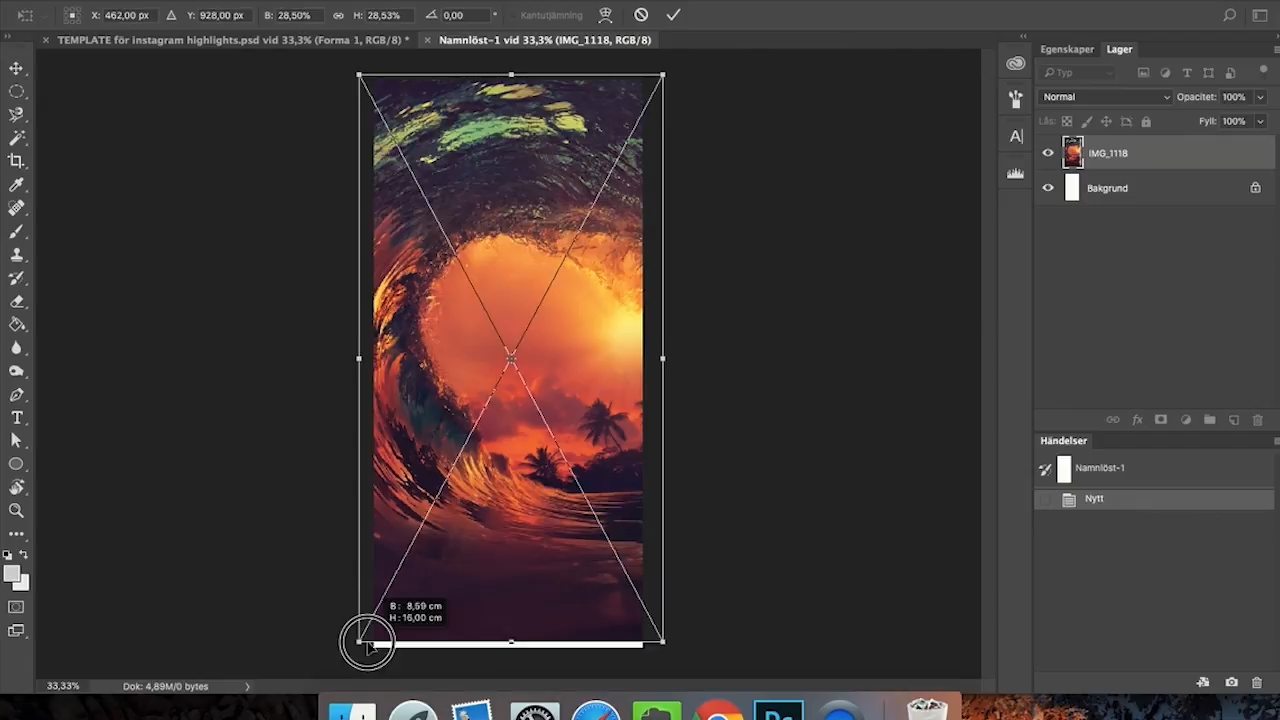 X: 462,00 px Y: 928,00 px B: 28,50% H: 28,53% 0,00 Kantutjämning
TEMPLATE för instagram highlights.psd vid 33,3% (Forma 1, RGB/8) *
Namnlöst-1 vid 33,3% (IMG_1118, RGB/8)
Egenskaper Lager
Typ
Normal Opacitet: 100%
Lås: Fyll: 100%
IMG_1118
Bakgrund
Händelser
Namnlöst-1
Nytt
B: 8,59 cm
H: 16,00 cm
33,33% Dok: 4,89M/0 bytes
Ps